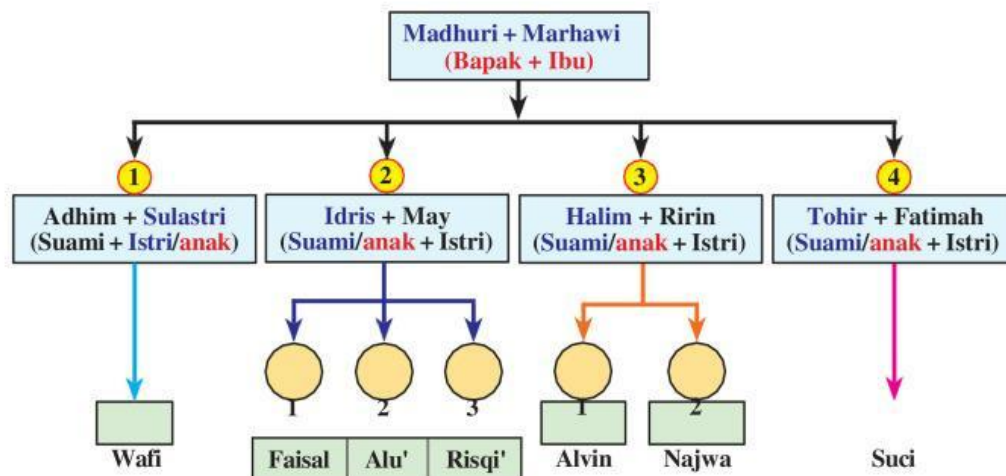 Madhuri + Marhawi
(Bapak + Ibu)
1
2
3
4
Adhim + Sulastri
(Suami + Istri/anak)
Idris + May
(Suami/anak + Istri)
Halim + Ririn
(Suami/anak + Istri)
Tohir + Fatimah
(Suami/anak + Istri)
1
2
3
1
2
Wafi
Faisal
Alu'
Risqi'
Alvin
Najwa
Suci